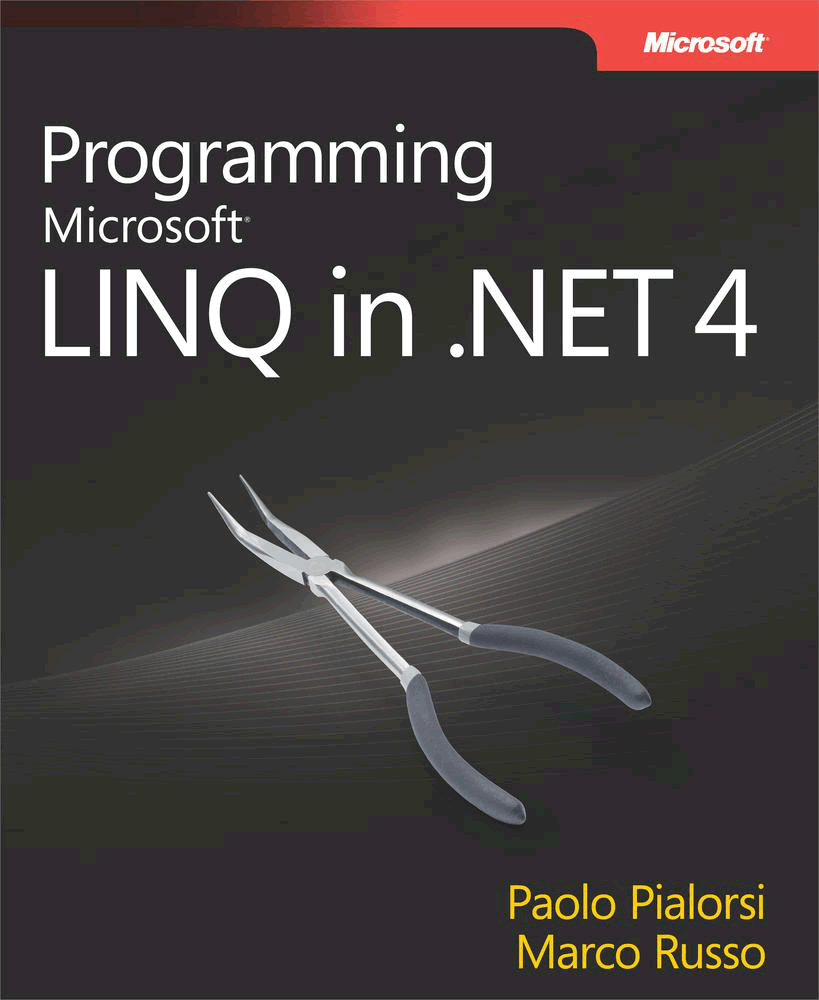 Microsoft®
Programming
Microsoft®
LINQ in .NET 4
Paolo Pialorsi
Marco Russo